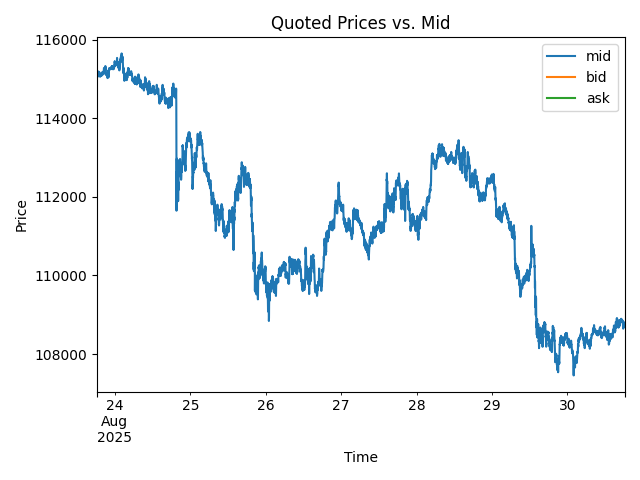 Quoted Prices vs. Mid
116000
114000
112000
110000
108000
Price
mid
bid
ask
24 25 26 27 28 29 30
Aug
2025
Time